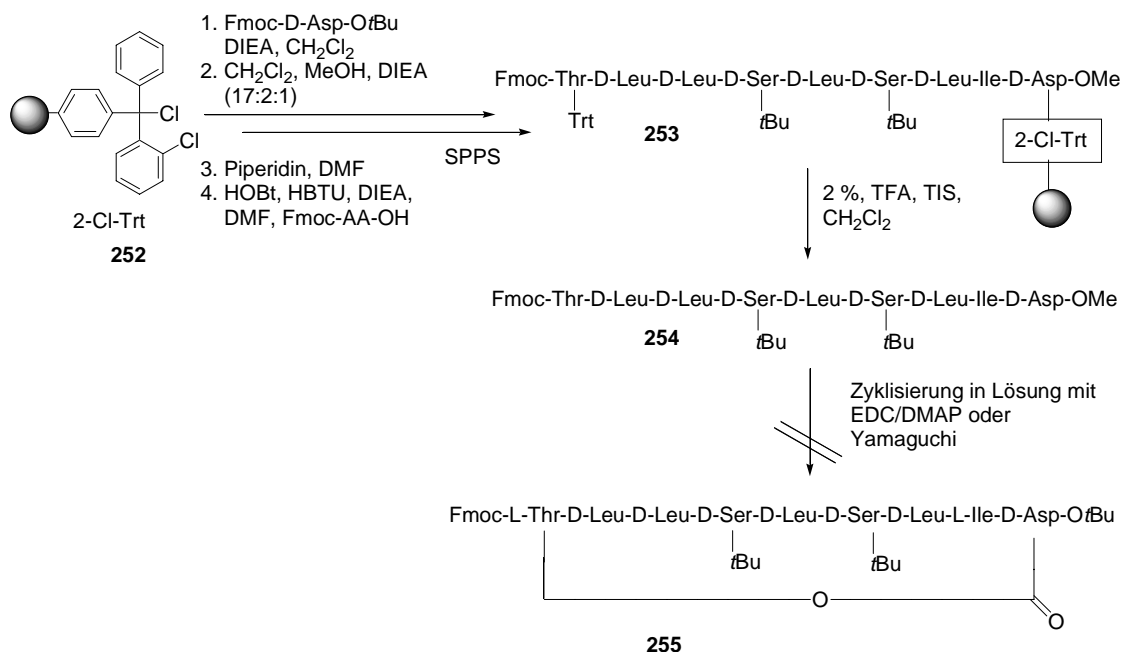 1. Fmoc-D-Asp-OtBu
DIEA, CH2Cl2
2. CH2Cl2, MeOH, DIEA
(17:2:1)
3. Piperidin, DMF
4. HOBt, HBTU, DIEA,
DMF, Fmoc-AA-OH
SPPS
Cl
Cl
2-Cl-Trt
252
Fmoc-Thr-D-Leu-D-Leu-D-Ser-D-Leu-D-Ser-D-Leu-Ile-D-Asp-OMe
Trt
tBu
tBu
2-Cl-Trt
253
2 %, TFA, TIS,
CH2Cl2
Fmoc-Thr-D-Leu-D-Leu-D-Ser-D-Leu-D-Ser-D-Leu-Ile-D-Asp-OMe
tBu
tBu
254
Zyklisierung in Lösung mit
EDC/DMAP oder
Yamaguchi
Fmoc-L-Thr-D-Leu-D-Leu-D-Ser-D-Leu-D-Ser-D-Leu-L-Ile-D-Asp-OtBu
tBu
tBu
O
O
255